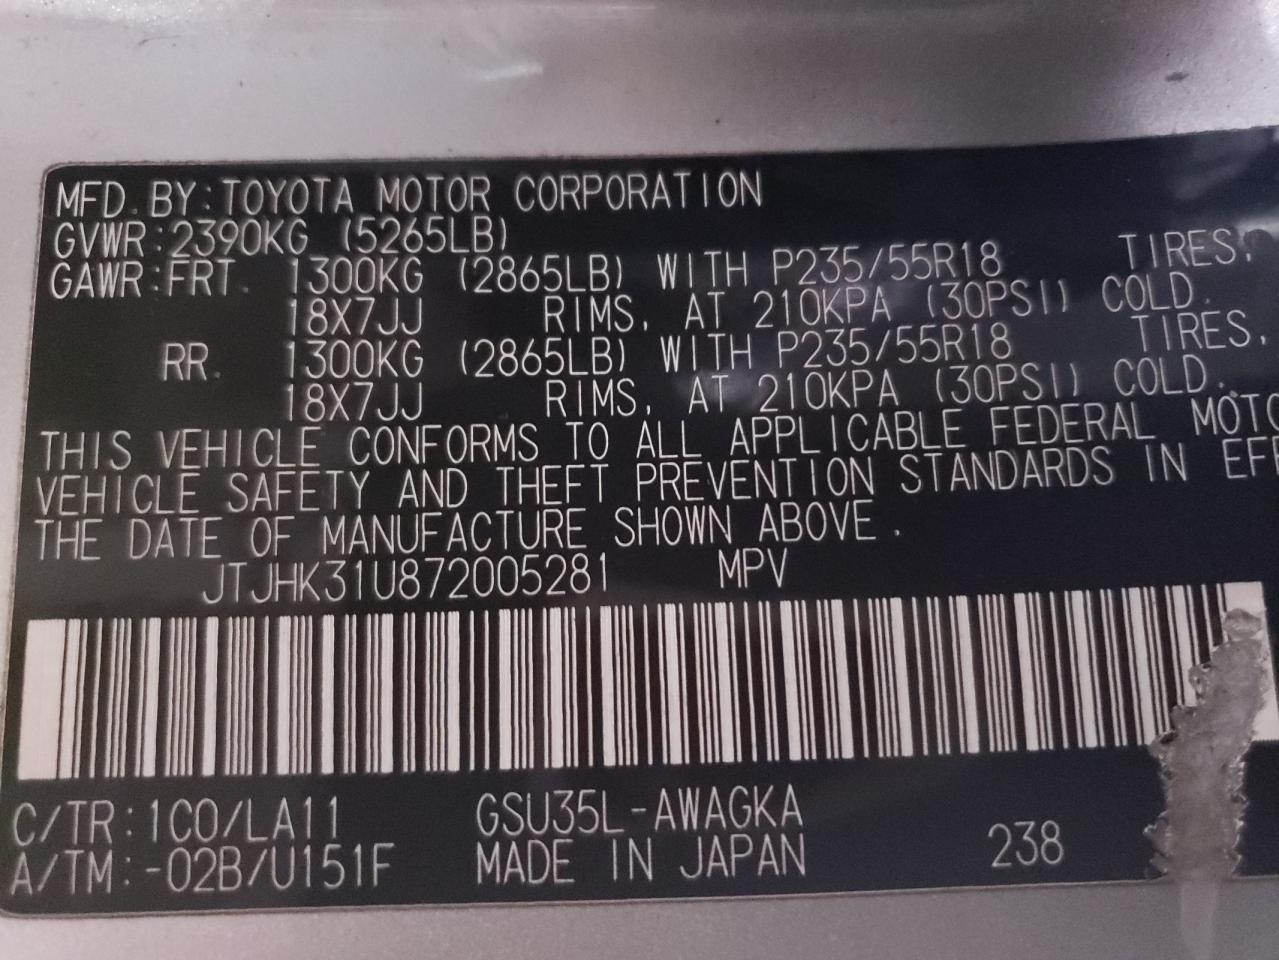 MFD. BY: TOYOTA MOTOR CORPORATION
GVWR: 2390KG (5265LB)
GAWR: FRT. 1300KG (2865LB) WITH P235/55R18 TIRES,
18X7JJ RIMS, AT 210KPA (30PSI) COLD.
RR. 1300KG (2865LB) WITH P235/55R18 TIRES,
18X7JJ RIMS, AT 210KPA (30PSI) COLD.
THIS VEHICLE CONFORMS TO ALL APPLICABLE FEDERAL MOTO
VEHICLE SAFETY AND THEFT PREVENTION STANDARDS IN EFF
THE DATE OF MANUFACTURE SHOWN ABOVE.
JTJHK31U872005281 MPV
C/TR: 1C0/LA11 GSU35L-AWAGKA
A/TM: -02B/U151F MADE IN JAPAN 238